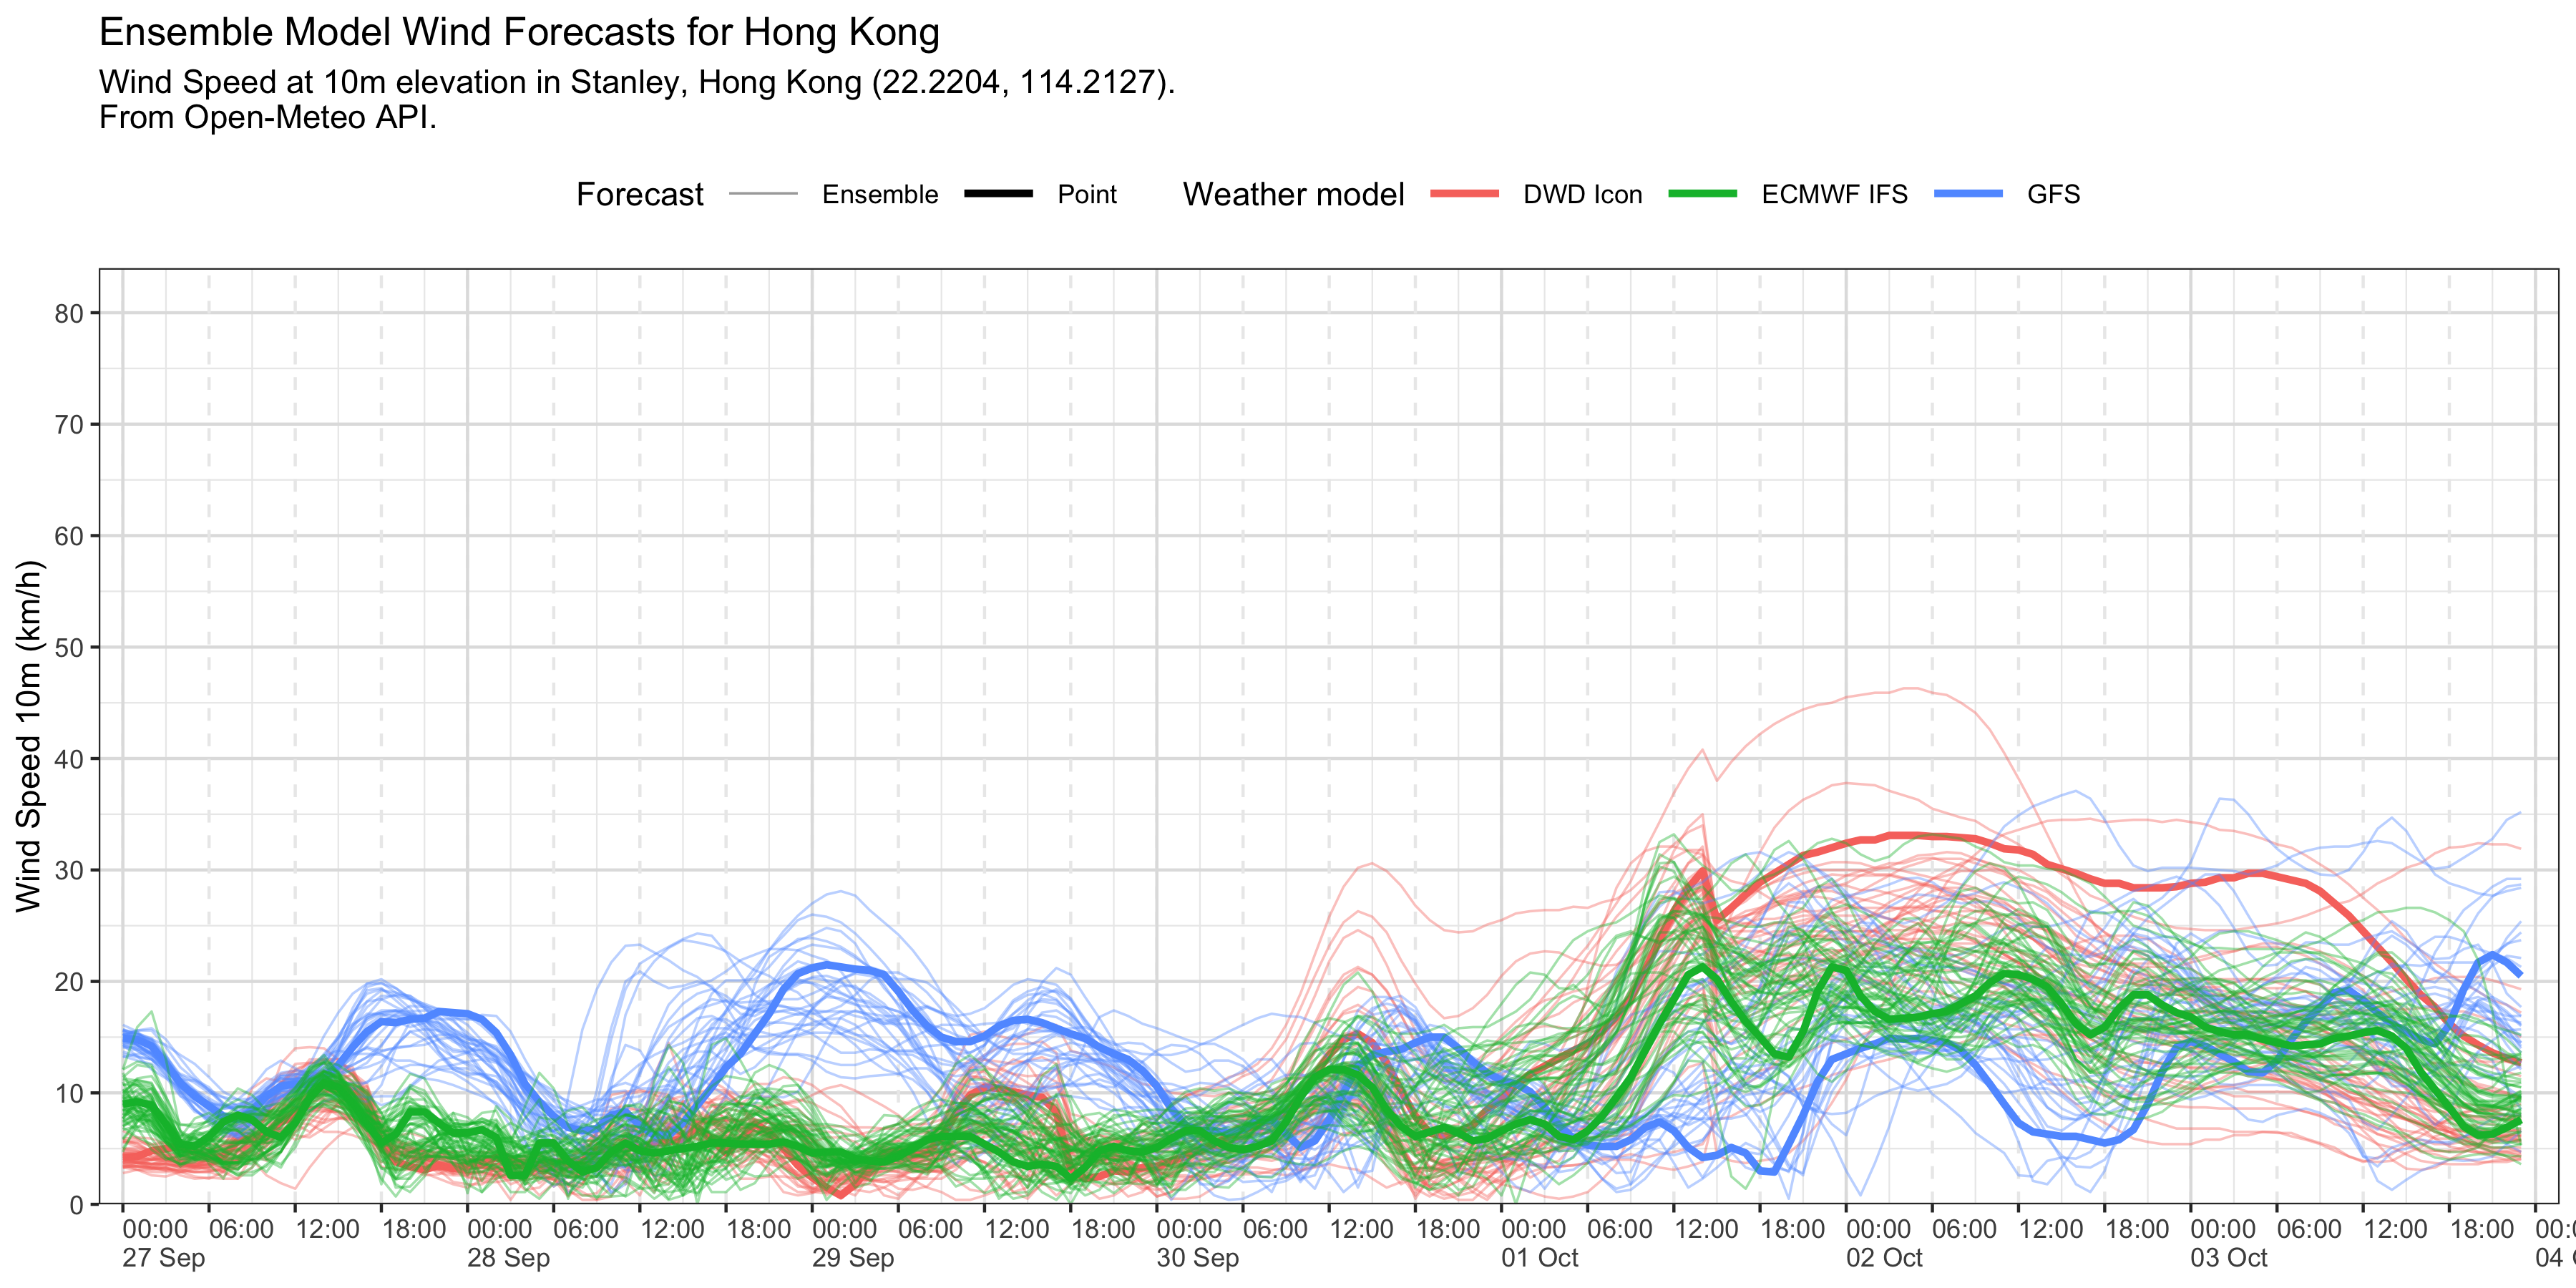 Ensemble Model Wind Forecasts for Hong Kong
Wind Speed at 10m elevation in Stanley, Hong Kong (22.2204, 114.2127).
From Open-Meteo API.
Forecast Ensemble Point Weather model DWD Icon ECMWF IFS GFS
Wind Speed 10m (km/h)
80
70
60
50
40
30
20
10
0
00:00 06:00 12:00 18:00 00:00 06:00 12:00 18:00 00:00 06:00 12:00 18:00 00:00 06:00 12:00 18:00 00:00 06:00 12:00 18:00 00:00 06:00 12:00 18:00 00:00 06:00 12:00 18:00
27 Sep 28 Sep 29 Sep 30 Sep 01 Oct 02 Oct 03 Oct 04